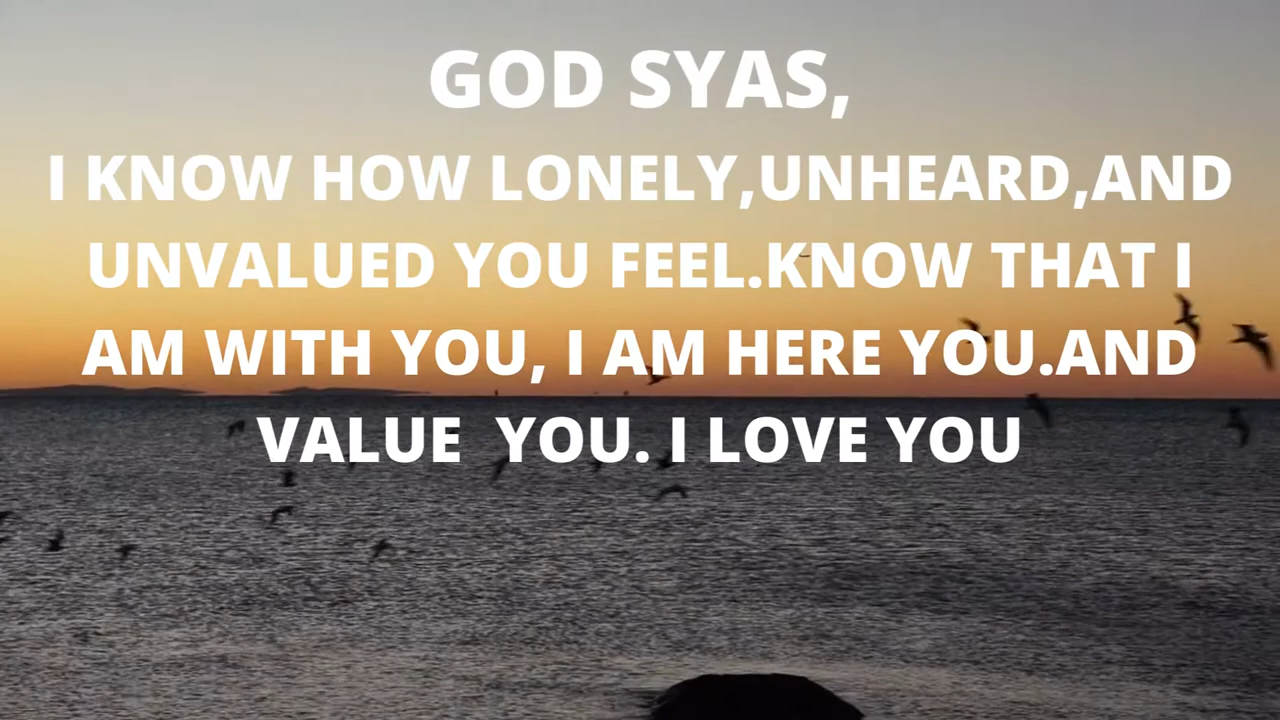 GOD SYAS,
I KNOW HOW LONELY,UNHEARD,AND
UNVALUED YOU FEEL.KNOW THAT I
AM WITH YOU, I AM HERE YOU.AND
VALUE  YOU. I LOVE YOU